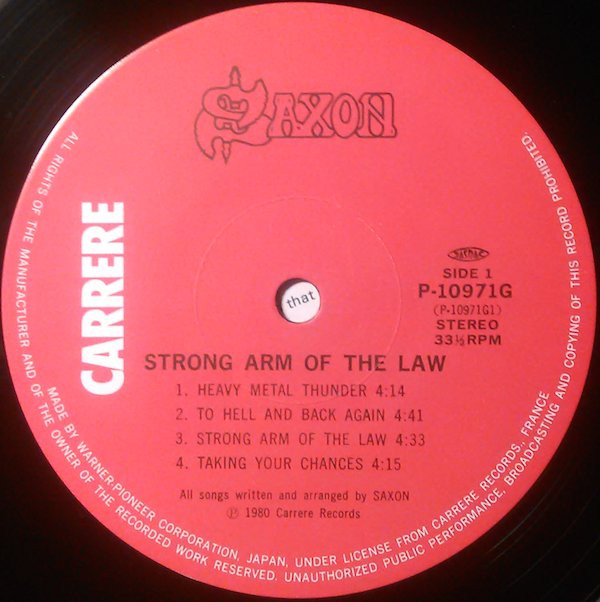 SAXON
CARRERE
JASRAC
SIDE 1
P-10971G
(P-10971G1)
STEREO
33⅓RPM
that
STRONG ARM OF THE LAW
1. HEAVY METAL THUNDER 4:14
2. TO HELL AND BACK AGAIN 4:41
3. STRONG ARM OF THE LAW 4:33
4. TAKING YOUR CHANCES 4:15
All songs written and arranged by SAXON
℗ 1980 Carrere Records
MADE BY WARNER-PIONEER CORPORATION, JAPAN, UNDER LICENSE FROM CARRERE RECORDS, FRANCE
ALL RIGHTS OF THE MANUFACTURER AND OF THE OWNER OF THE RECORDED WORK RESERVED. UNAUTHORIZED PUBLIC PERFORMANCE, BROADCASTING AND COPYING OF THIS RECORD PROHIBITED.